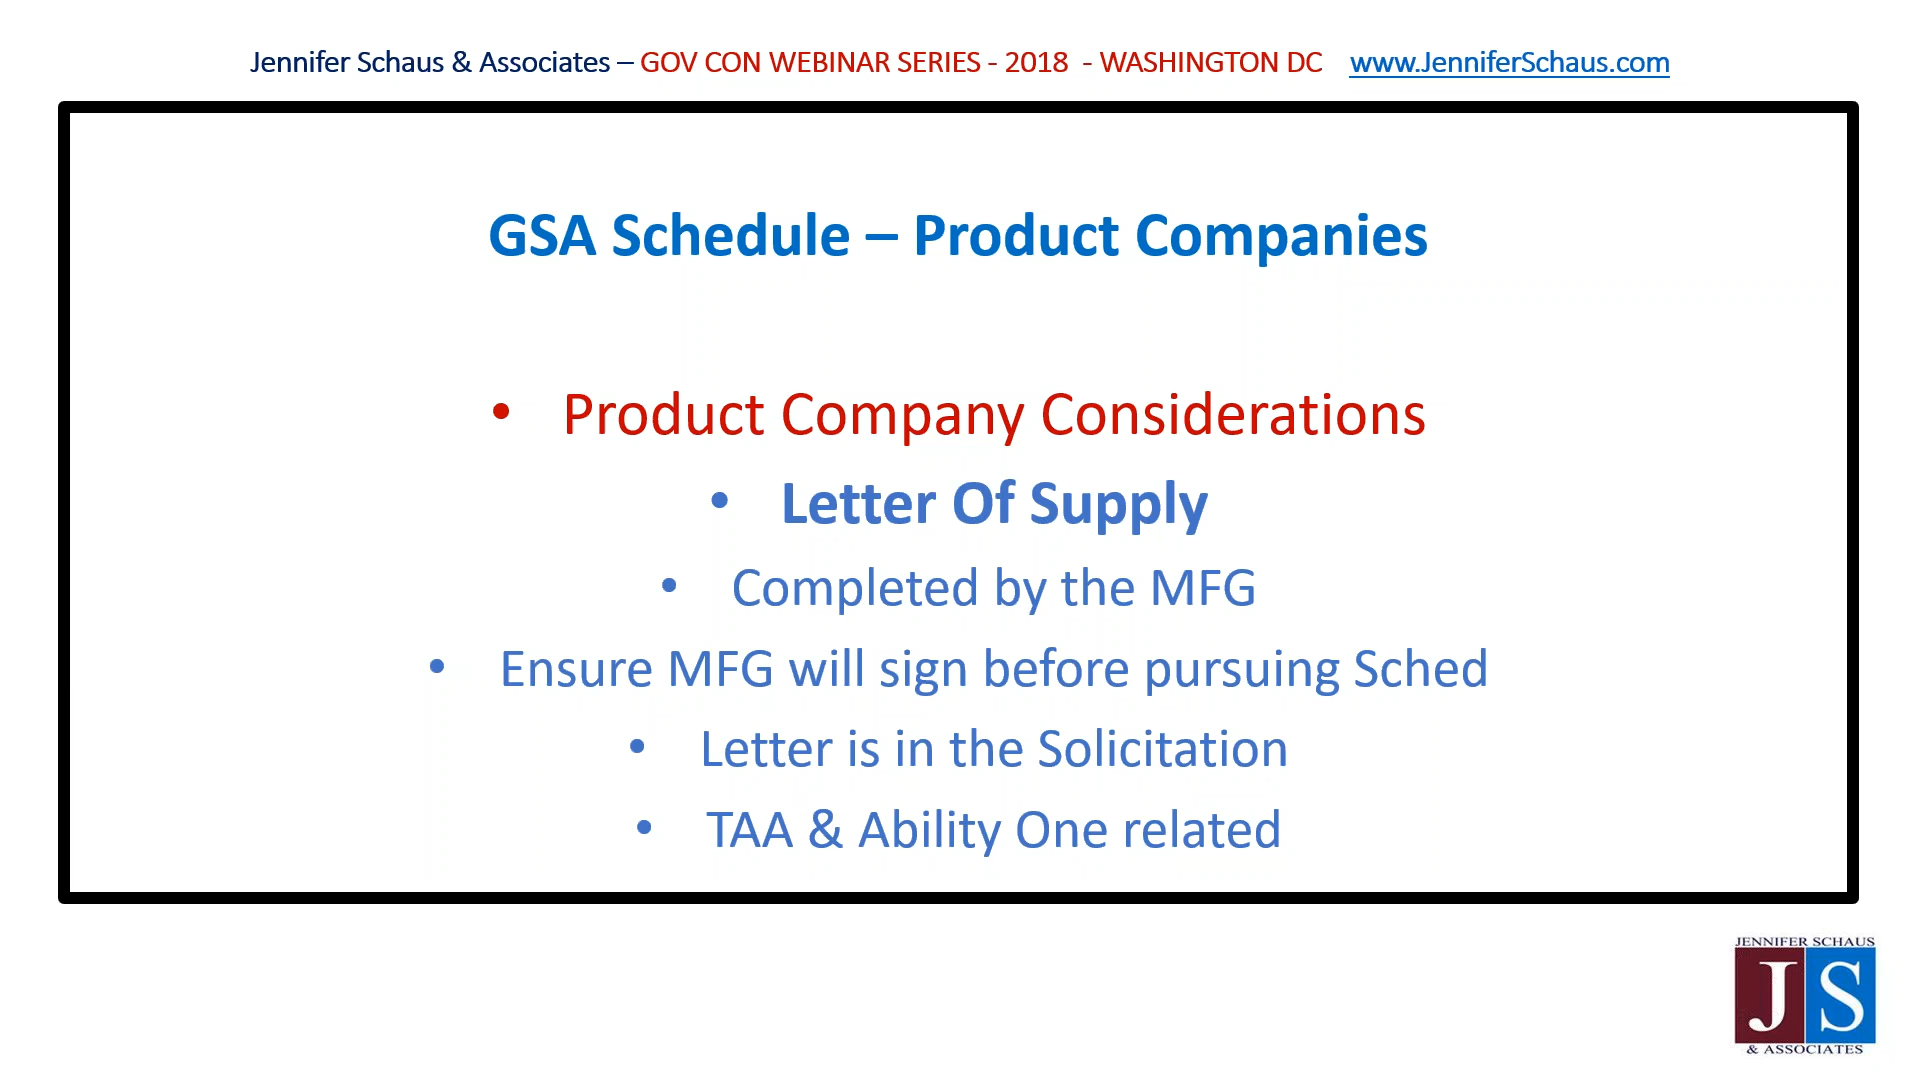 Jennifer Schaus & Associates – GOV CON WEBINAR SERIES - 2018 - WASHINGTON DC www.JenniferSchaus.com
GSA Schedule – Product Companies
• Product Company Considerations
• Letter Of Supply
• Completed by the MFG
• Ensure MFG will sign before pursuing Sched
• Letter is in the Solicitation
• TAA & Ability One related
JENNIFER SCHAUS
JS
& ASSOCIATES